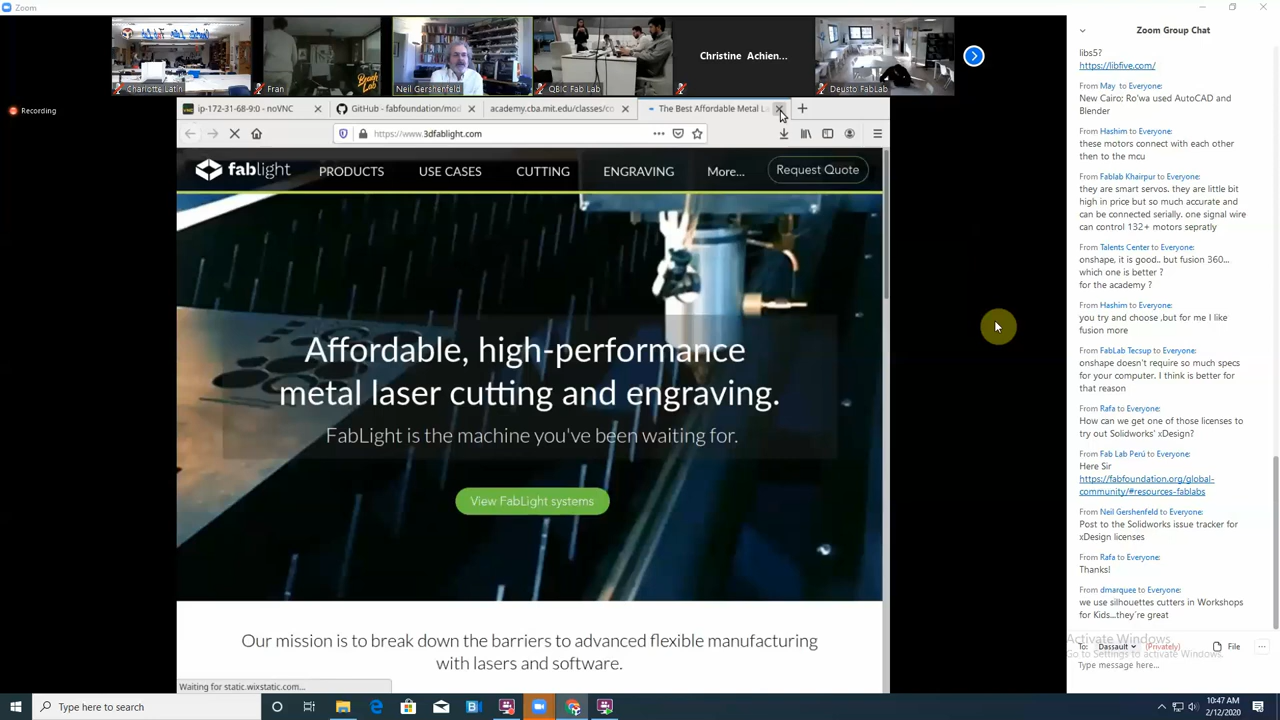 Zoom
Charlotte Latin
Fran
Beach Lab
Neil Gershenfeld
QBIC Fab Lab
Christine Achien...
Deusto FabLab
Recording
ip-172-31-68-9:0 - noVNC
GitHub - fabfoundation/mod
academy.cba.mit.edu/classes/co
The Best Affordable Metal L
https://www.3dfablight.com
fablight
PRODUCTS
USE CASES
CUTTING
ENGRAVING
More...
Request Quote
Affordable, high-performance
metal laser cutting and engraving.
FabLight is the machine you've been waiting for.
View FabLight systems
Our mission is to break down the barriers to advanced flexible manufacturing
with lasers and software.
Waiting for static.wixstatic.com...
Zoom Group Chat
libs5?
https://libfive.com/
From May to Everyone:
New Cairo; Ro'wa used AutoCAD and
Blender
From Hashim to Everyone:
these motors connect with each other
then to the mcu
From Fablab Khairpur to Everyone:
they are smart servos. they are little bit
high in price but so much accurate and
can be connected serially. one signal wire
can control 132+ motors sepratly
From Talents Center to Everyone:
onshape, it is good.. but fusion 360...
which one is better ?
for the academy ?
From Hashim to Everyone:
you try and choose ,but for me I like
fusion more
From FabLab Tecsup to Everyone:
onshape doesn't require so much specs
for your computer. I think is better for
that reason
From Rafa to Everyone:
How can we get one of those licenses to
try out Solidworks' xDesign?
From Fab Lab Perú to Everyone:
Here Sir
https://fabfoundation.org/global-
community/#resources-fablabs
From Neil Gershenfeld to Everyone:
Post to the Solidworks issue tracker for
xDesign licenses
From Rafa to Everyone:
Thanks!
From dmarquee to Everyone:
we use silhouettes cutters in Workshops
for Kids...they´re great
Activate Windows
Go to Settings to activate Windows.
To: Dassault (Privately) File
Type message here...
Type here to search
10:47 AM
2/12/2020